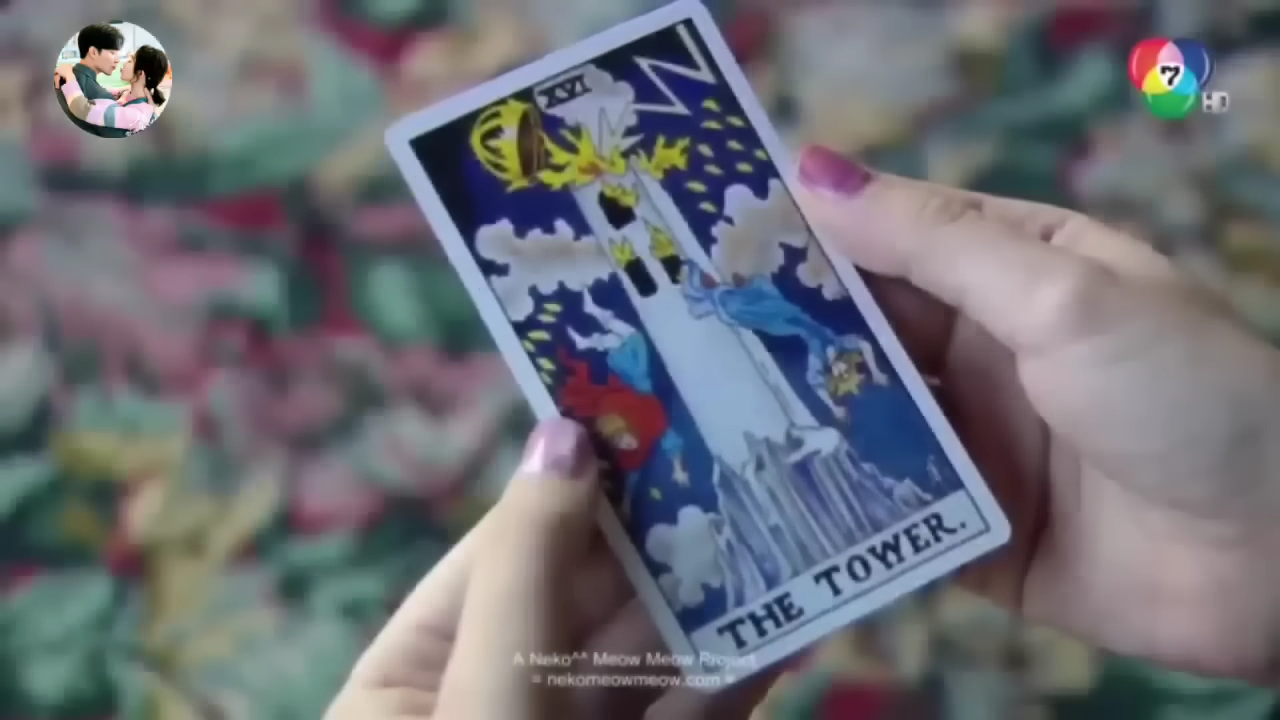 7
HD
XVI
THE TOWER.
A Neko^^ Meow Meow Project
= nekomeowmeow.com =